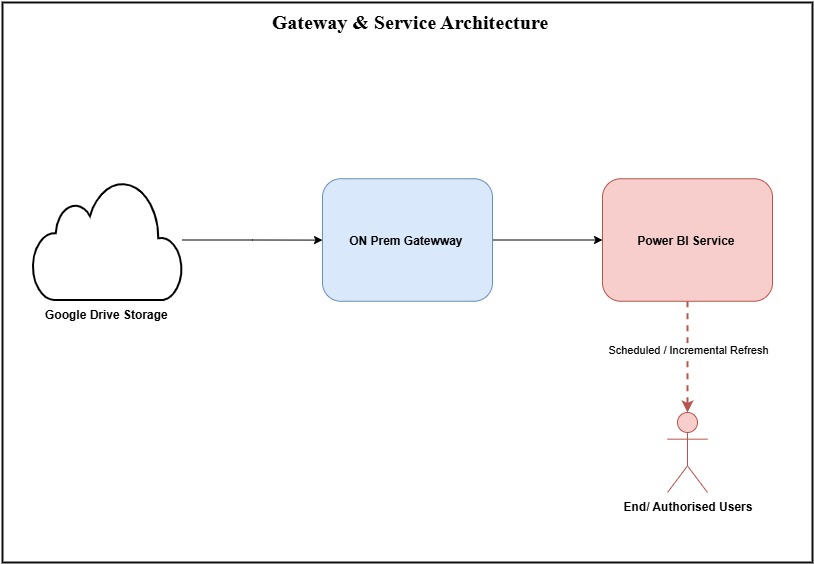 Gateway & Service Architecture
ON Prem Gatewway
Power BI Service
Google Drive Storage
Scheduled / Incremental Refresh
End/ Authorised Users